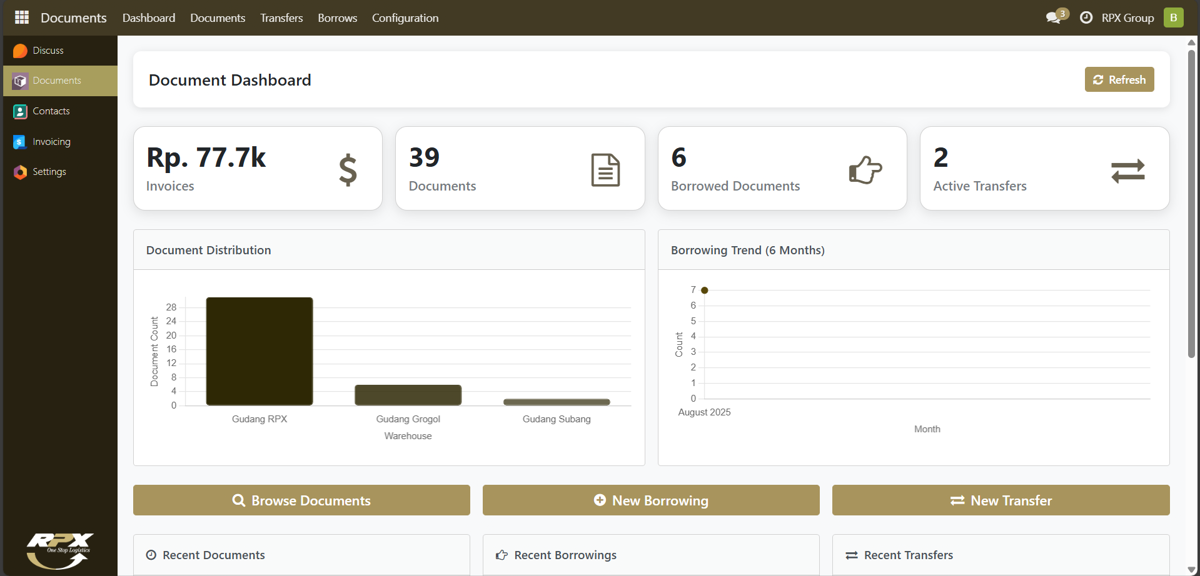 Documents Dashboard Documents Transfers Borrows Configuration 3 RPX Group B
Discuss
Documents
Contacts
Invoicing
Settings
RPX
One Stop Logistics
Document Dashboard
Refresh
Rp. 77.7k
Invoices
39
Documents
6
Borrowed Documents
2
Active Transfers
Document Distribution
Document Count
28
24
20
16
12
8
4
0
Gudang RPX Gudang Grogol Gudang Subang
Warehouse
Borrowing Trend (6 Months)
Count
7
6
5
4
3
2
1
0
August 2025
Month
Browse Documents
New Borrowing
New Transfer
Recent Documents
Recent Borrowings
Recent Transfers